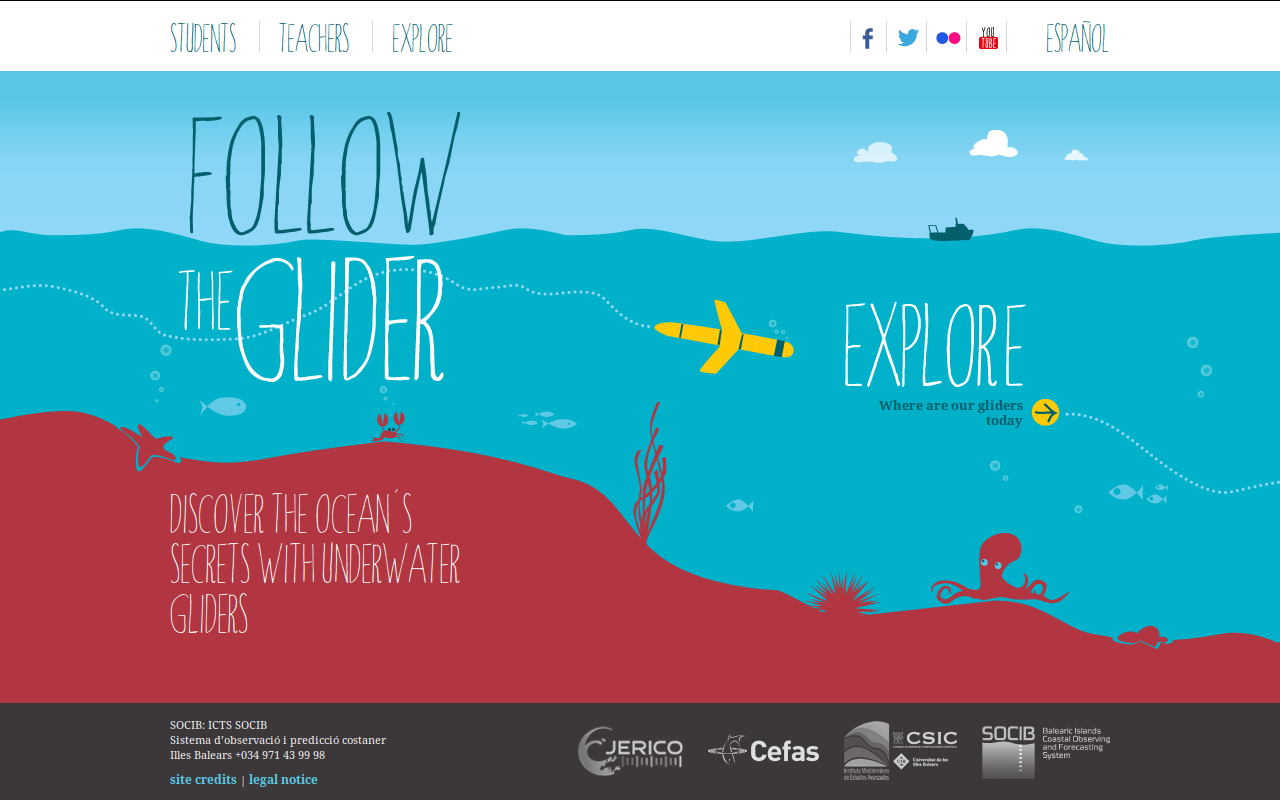 STUDENTS
TEACHERS
EXPLORE
YOU
TUBE
ESPAÑOL
FOLLOW
THE GLIDER
EXPLORE
Where are our gliders
today
DISCOVER THE OCEAN´S
SECRETS WITH UNDERWATER
GLIDERS
SOCIB: ICTS SOCIB
Sistema d'observació i predicció costaner
Illes Balears +034 971 43 99 98
site credits | legal notice
JERICO
Cefas
Institut Mediterrani
de Estudis Avançats
CSIC
Universitat de les
Illes Balears
SOCIB
Balearic Islands
Coastal Observing
and Forecasting
System